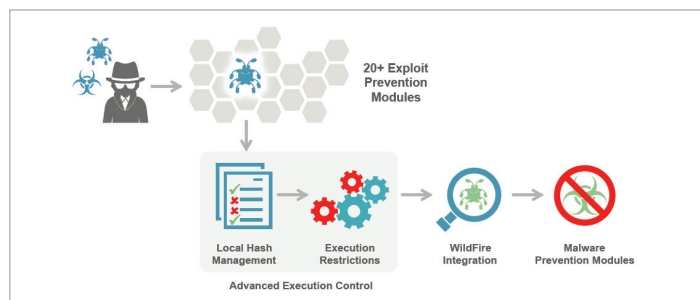 20+ Exploit
Prevention
Modules
Local Hash
Management
Execution
Restrictions
WildFire
Integration
Malware
Prevention Modules
Advanced Execution Control